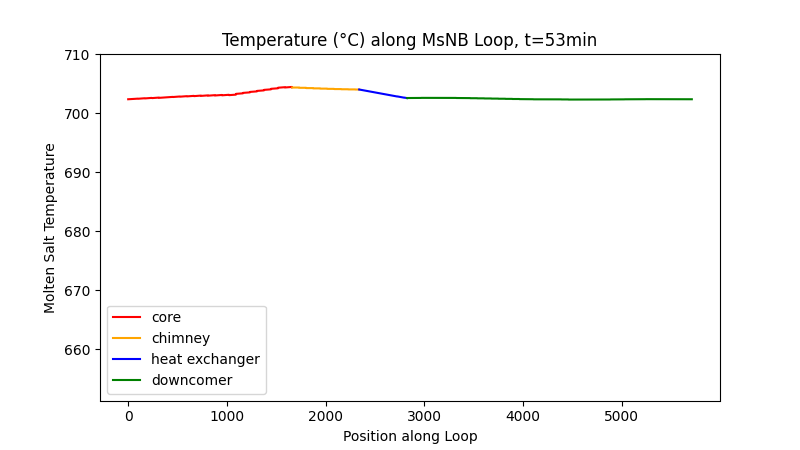 Temperature (°C) along MsNB Loop, t=53min
Molten Salt Temperature
710
700
690
680
670
660
core
chimney
heat exchanger
downcomer
0 1000 2000 3000 4000 5000
Position along Loop